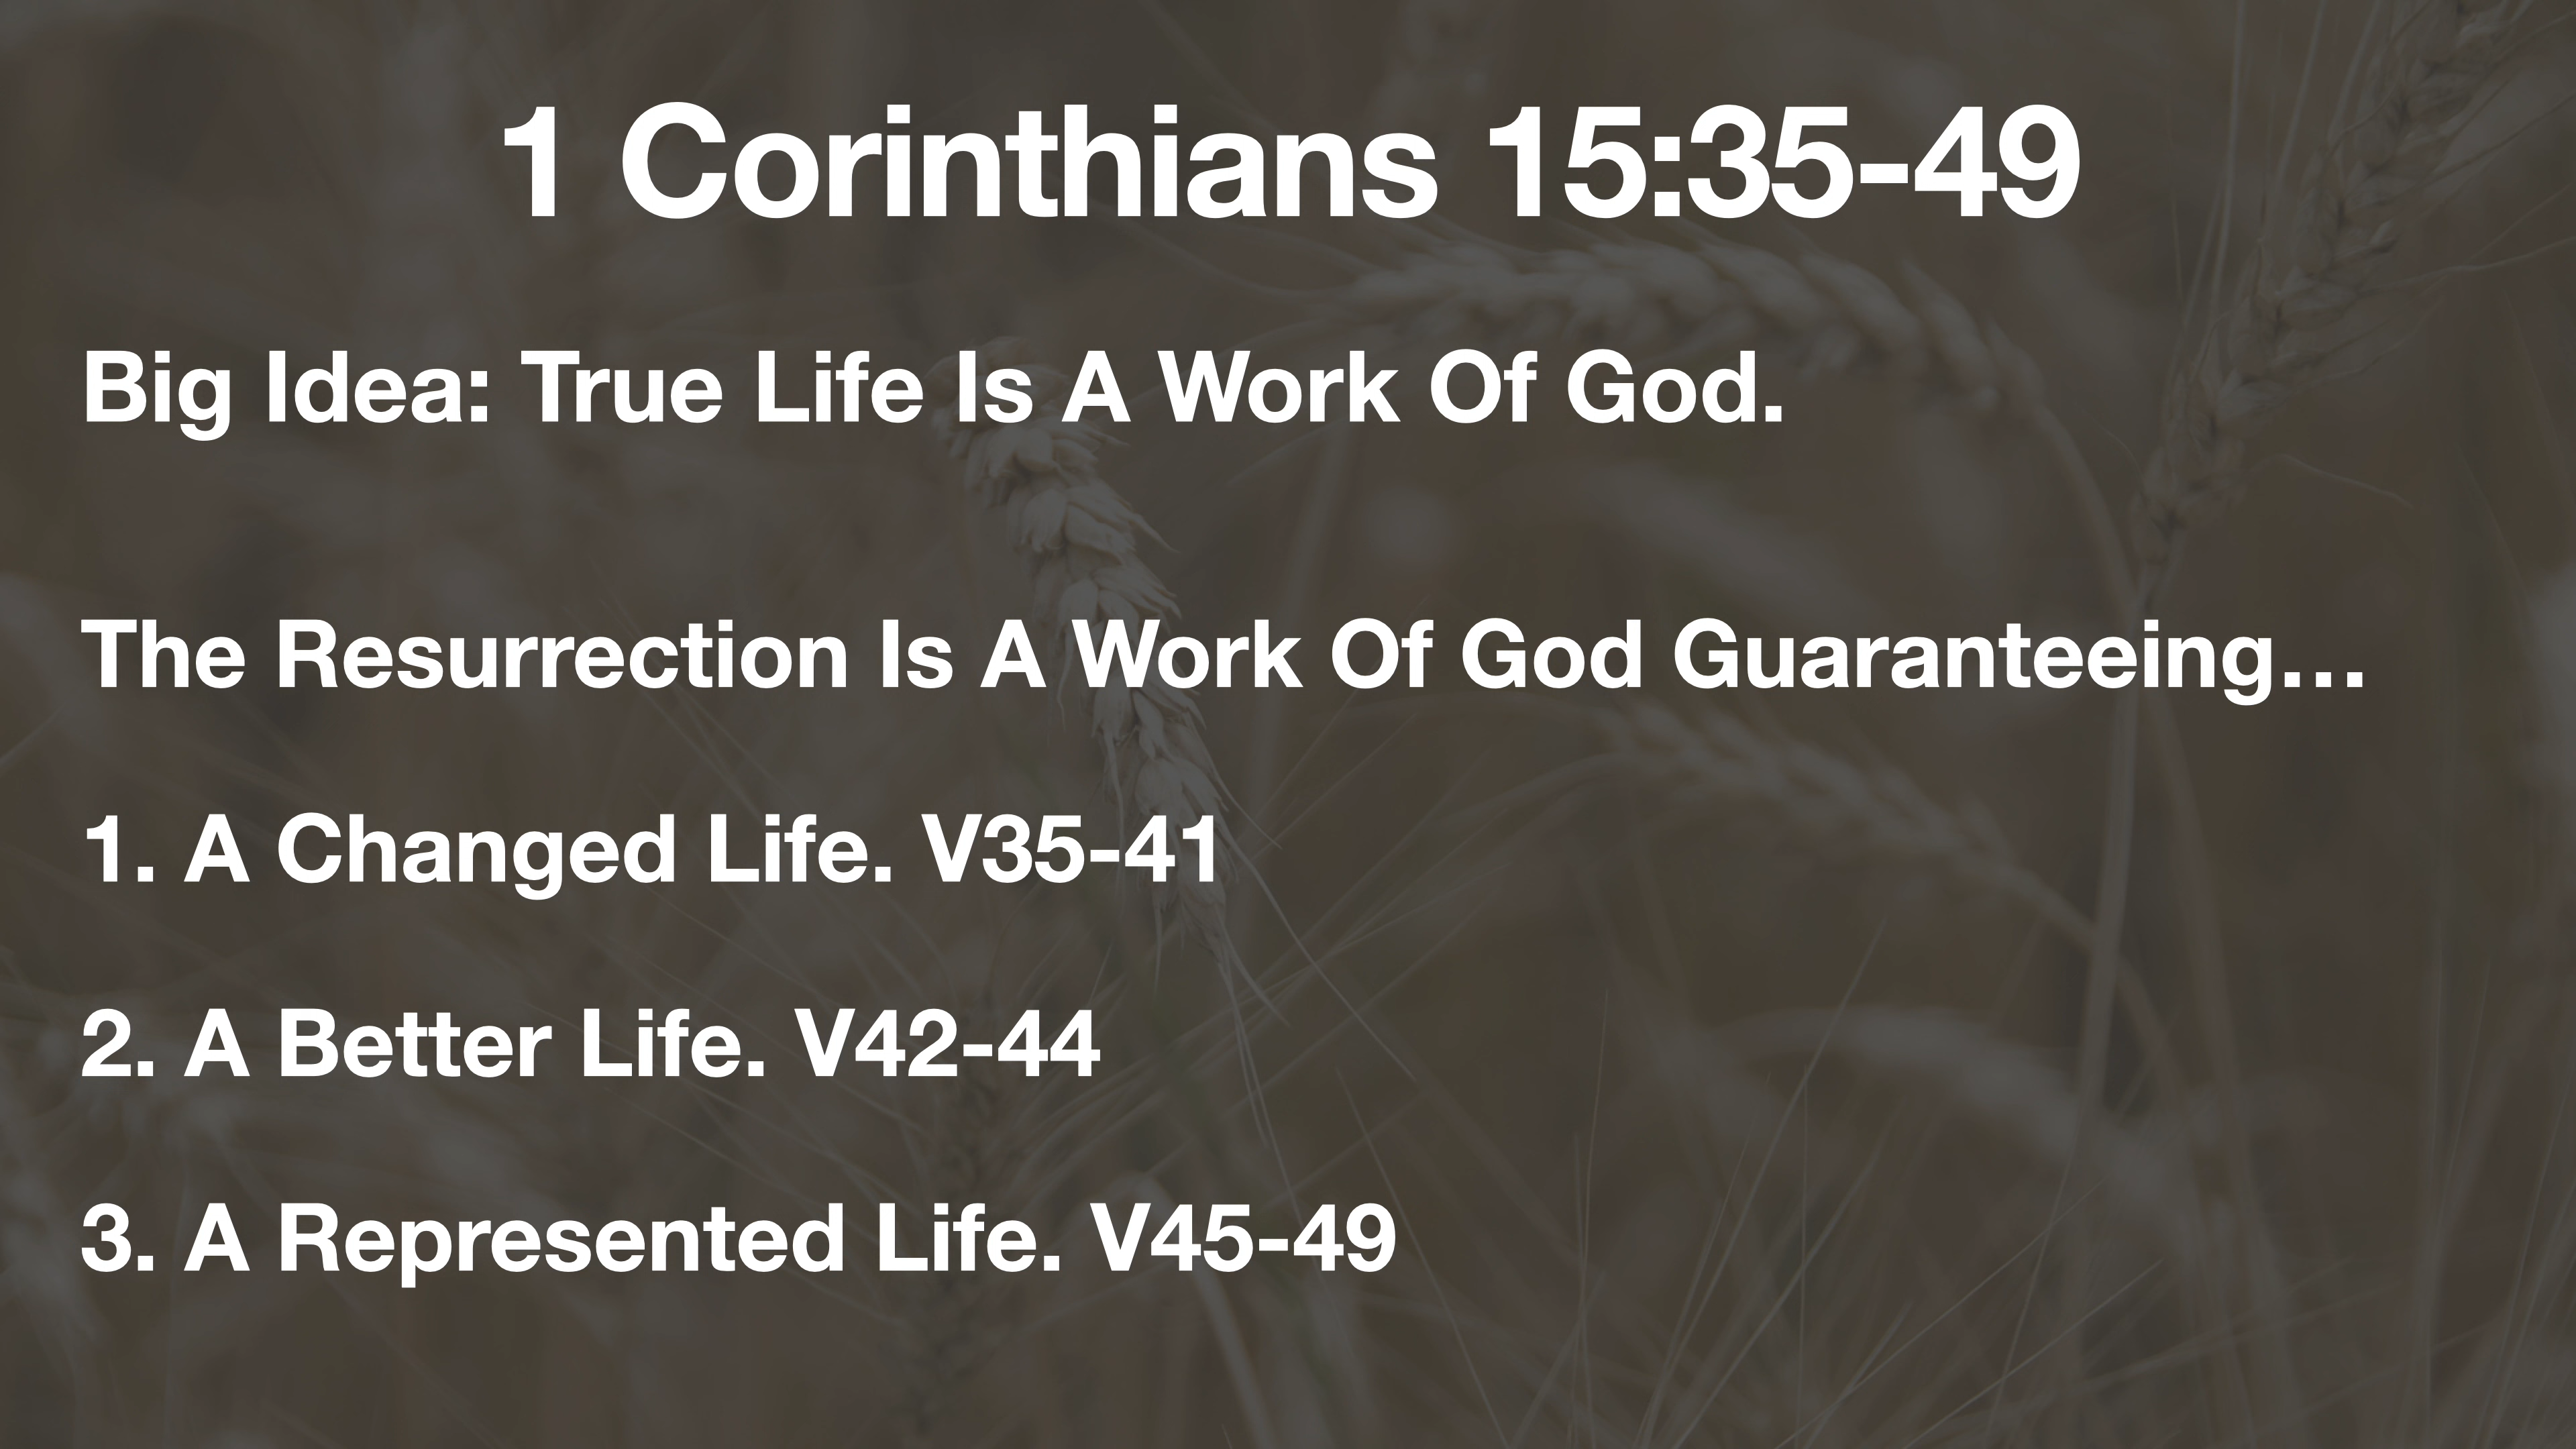 1 Corinthians 15:35-49
Big Idea: True Life Is A Work Of God.
The Resurrection Is A Work Of God Guaranteeing…
1. A Changed Life. V35-41
2. A Better Life. V42-44
3. A Represented Life. V45-49